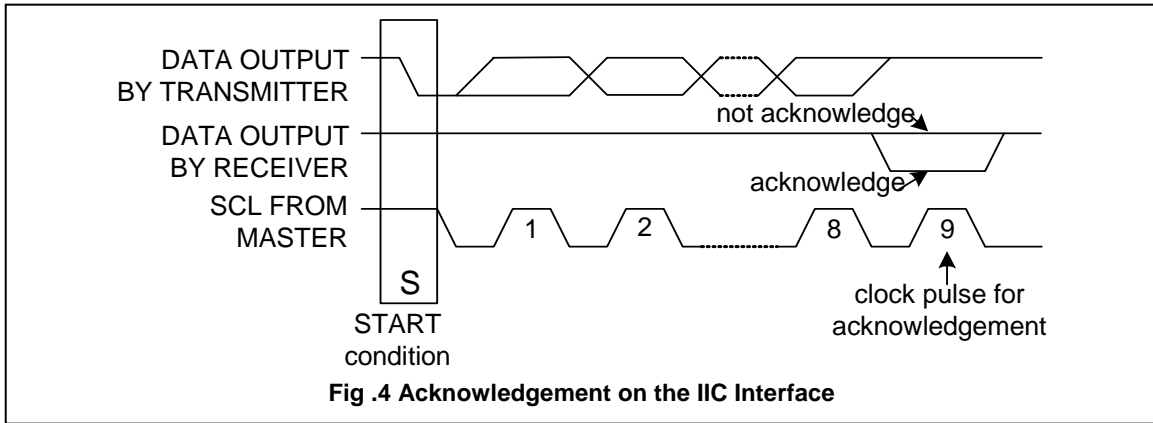 DATA OUTPUT
BY TRANSMITTER
not acknowledge
DATA OUTPUT
BY RECEIVER
acknowledge
SCL FROM
MASTER
1
2
8
9
S
START
condition
clock pulse for
acknowledgement
Fig .4 Acknowledgement on the IIC Interface